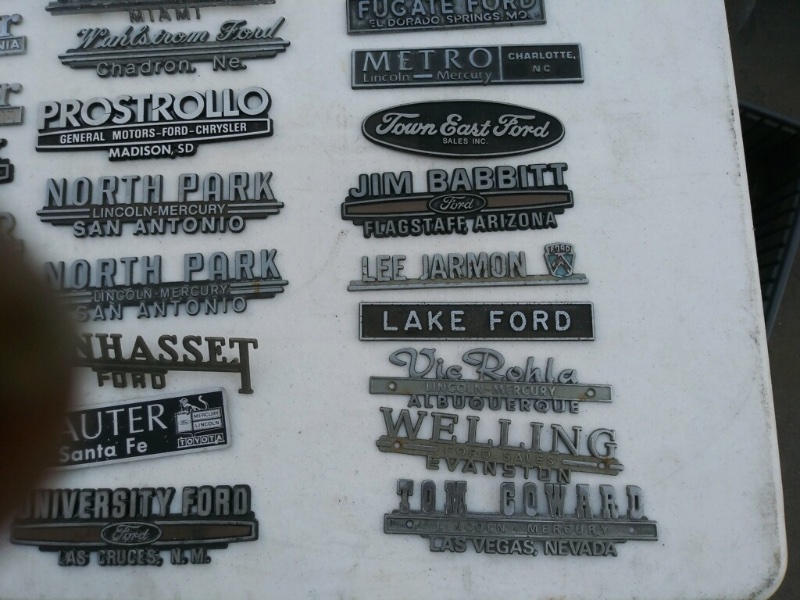 MIAMI
Wahlstrom Ford
Chadron, Ne.
PROSTROLLO
GENERAL MOTORS-FORD-CHRYSLER
MADISON, SD
NORTH PARK
LINCOLN-MERCURY
SAN ANTONIO
NORTH PARK
LINCOLN-MERCURY
SAN ANTONIO
NHASSET
FORD
AUTER
Santa Fe
MERCURY
LINCOLN
TOYOTA
UNIVERSITY FORD
Ford
LAS CRUCES, N.M.
FUGATE FORD
EL DORADO SPRINGS, MO.
METRO
Lincoln Mercury
CHARLOTTE,
NC
Town East Ford
SALES INC.
JIM BABBITT
Ford
FLAGSTAFF, ARIZONA
LEE JARMON
FORD
LAKE FORD
Vic Rohla
LINCOLN-MERCURY
ALBUQUERQUE
WELLING
FORD SALES
EVANSTON
TOM COWARD
LINCOLN-MERCURY
LAS VEGAS, NEVADA